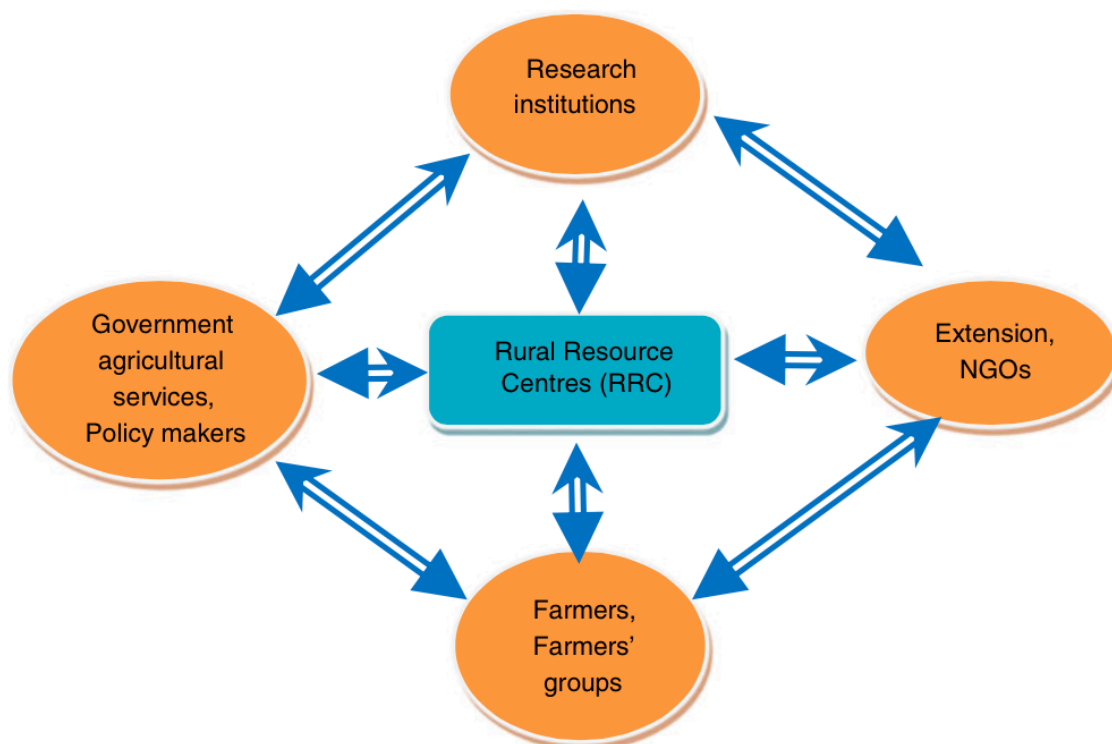 Research
institutions
Government
agricultural
services,
Policy makers
Rural Resource
Centres (RRC)
Extension,
NGOs
Farmers,
Farmers’
groups